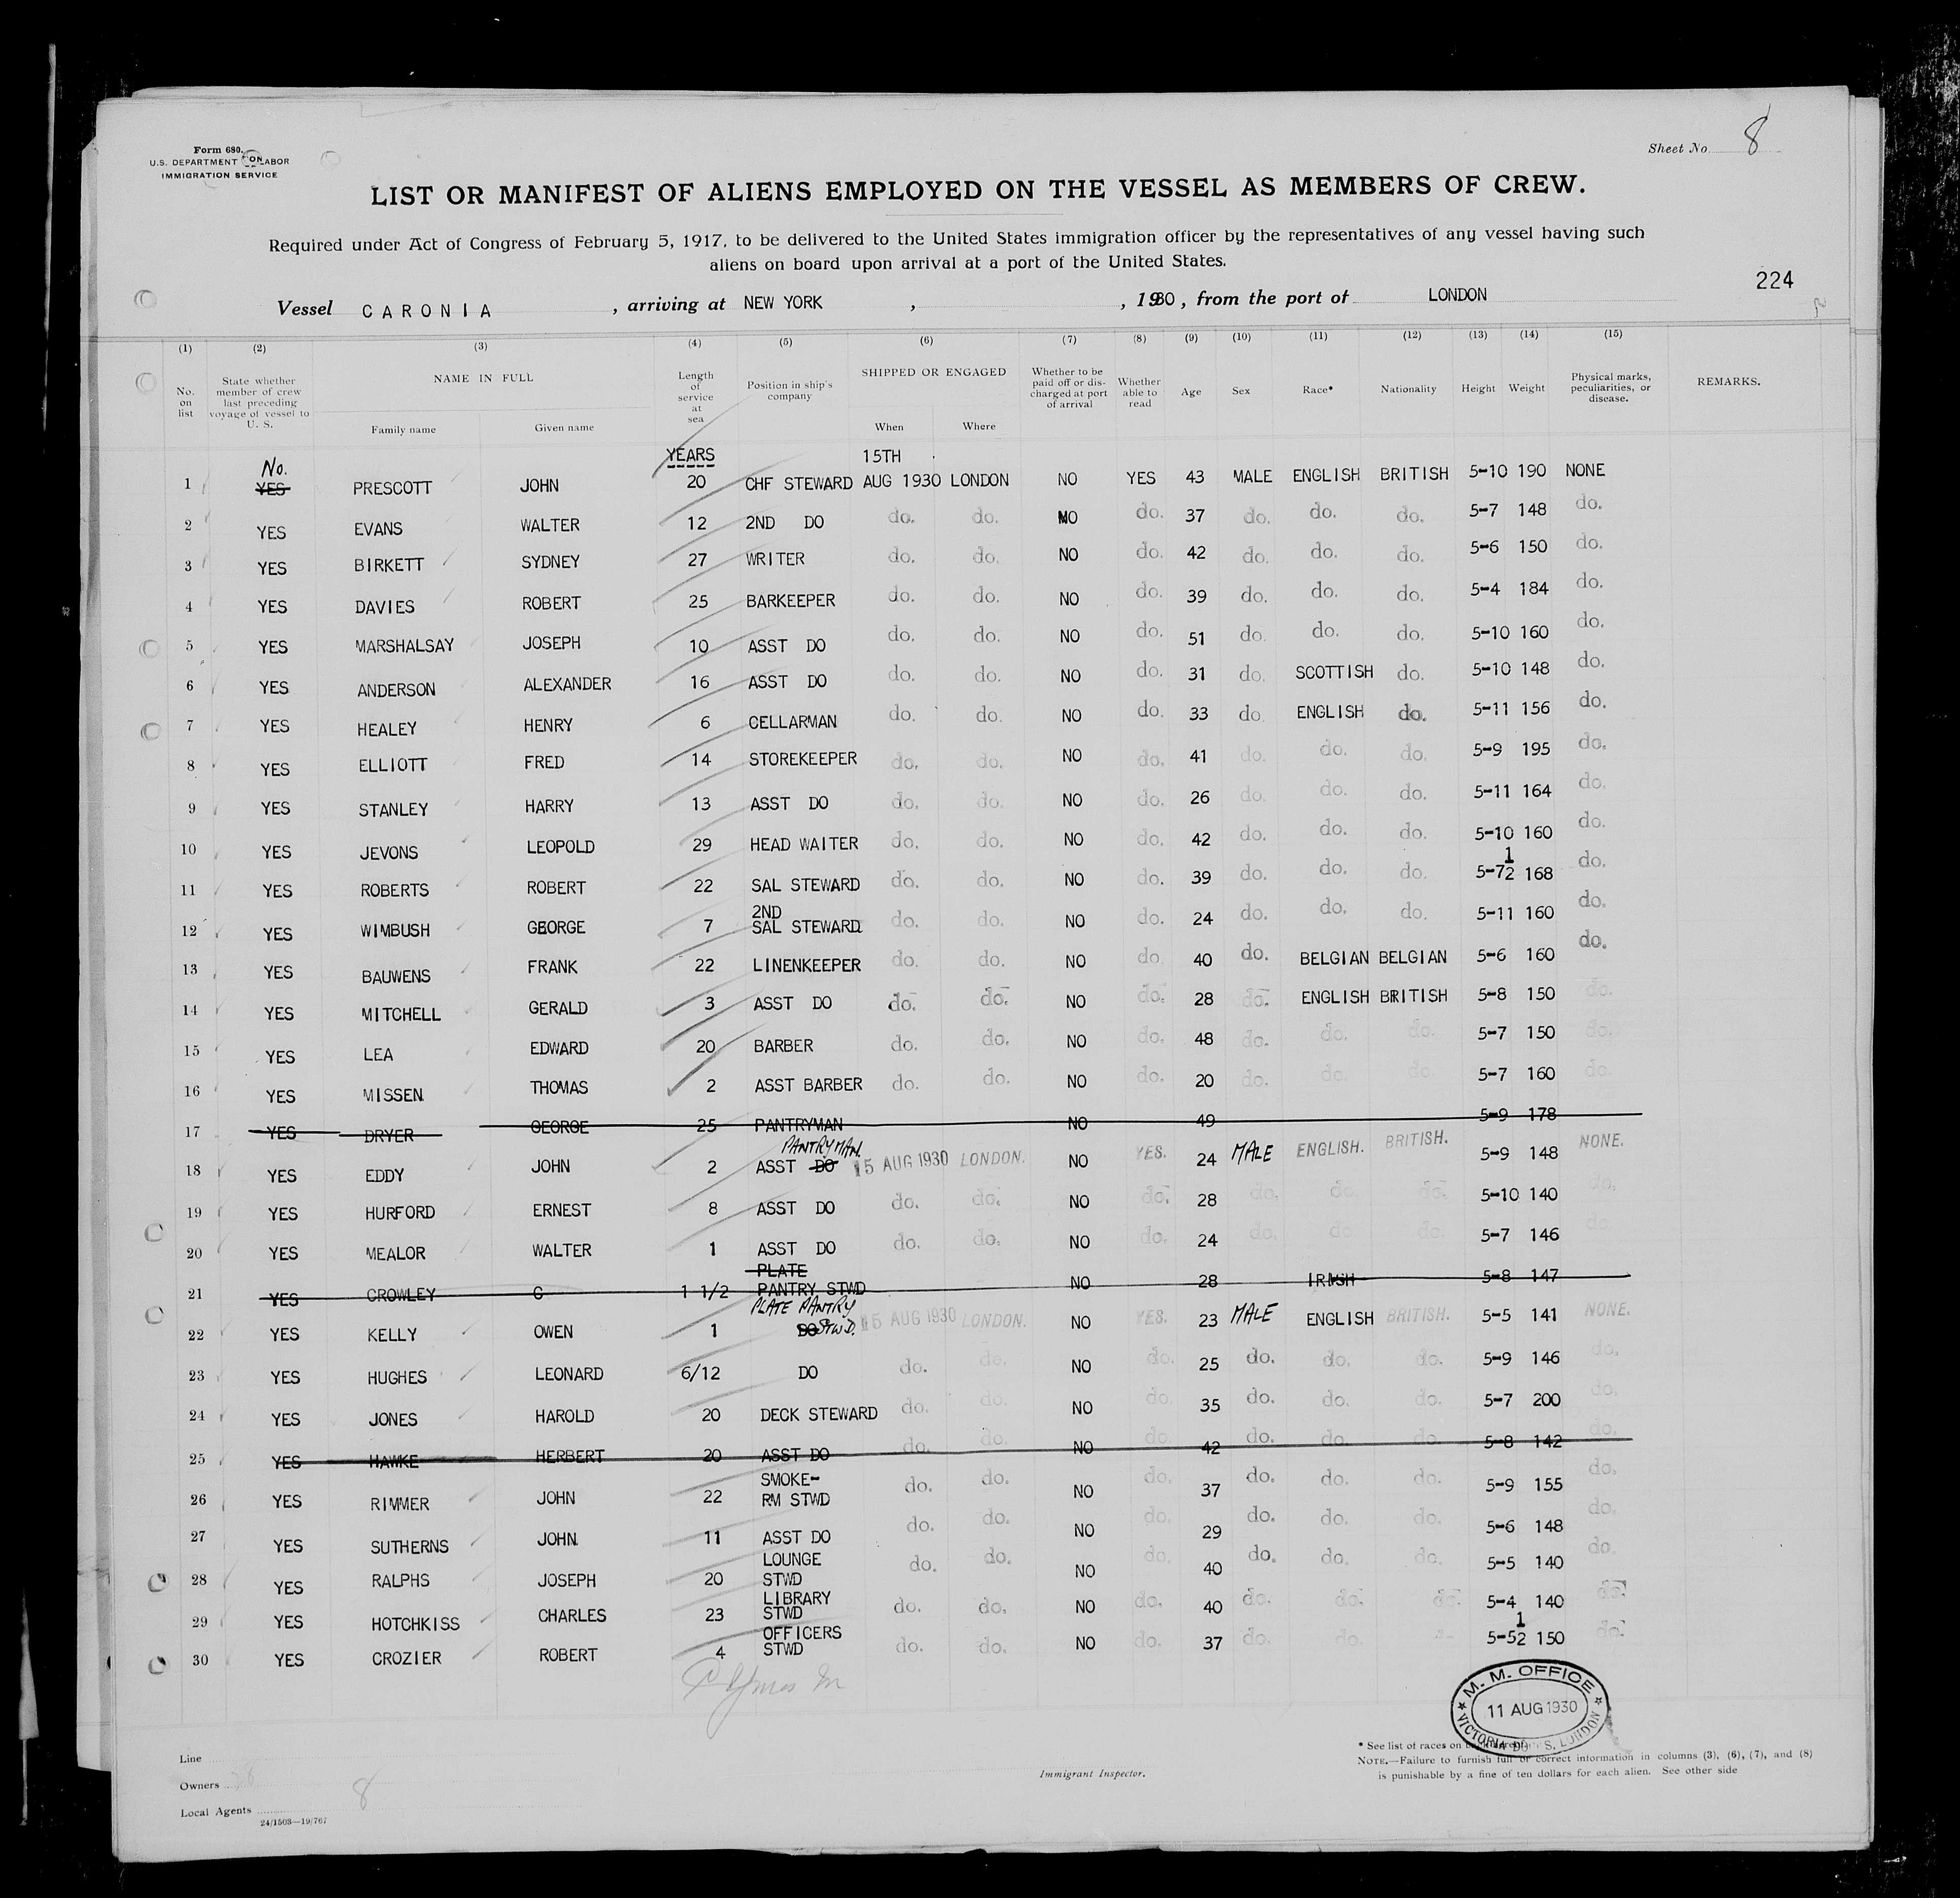 Form 680.
U.S. DEPARTMENT ON LABOR
IMMIGRATION SERVICE
Sheet No 8
LIST OR MANIFEST OF ALIENS EMPLOYED ON THE VESSEL AS MEMBERS OF CREW.
Required under Act of Congress of February 5, 1917, to be delivered to the United States immigration officer by the representatives of any vessel having such
aliens on board upon arrival at a port of the United States.
224
Vessel CARONIA , arriving at NEW YORK , , 1930, from the port of LONDON
(1) (2) (3) (4) (5) (6) (7) (8) (9) (10) (11) (12) (13) (14) (15)
No. on list State whether member of crew last preceding voyage of vessel to U. S. NAME IN FULL Family name Given name Length of service at sea Position in ship's company SHIPPED OR ENGAGED When Where Whether to be paid off or discharged at port of arrival Whether able to read Age Sex Race* Nationality Height Weight Physical marks, peculiarities, or disease. REMARKS.
No. YEARS 15TH
1 YES PRESCOTT JOHN 20 CHF STEWARD AUG 1930 LONDON NO YES 43 MALE ENGLISH BRITISH 5-10 190 NONE
2 YES EVANS WALTER 12 2ND DO do. do. NO do. 37 do. do. do. 5-7 148 do.
3 YES BIRKETT SYDNEY 27 WRITER do. do. NO do. 42 do. do. do. 5-6 150 do.
4 YES DAVIES ROBERT 25 BARKEEPER do. do. NO do. 39 do. do. do. 5-4 184 do.
5 YES MARSHALSAY JOSEPH 10 ASST DO do. do. NO do. 51 do. do. do. 5-10 160 do.
6 YES ANDERSON ALEXANDER 16 ASST DO do. do. NO do. 31 do. SCOTTISH do. 5-10 148 do.
7 YES HEALEY HENRY 6 CELLARMAN do. do. NO do. 33 do. ENGLISH do. 5-11 156 do.
8 YES ELLIOTT FRED 14 STOREKEEPER do. do. NO do. 41 do. do. do. 5-9 195 do.
9 YES STANLEY HARRY 13 ASST DO do. do. NO do. 26 do. do. do. 5-11 164 do.
10 YES JEVONS LEOPOLD 29 HEAD WAITER do. do. NO do. 42 do. do. do. 5-10 160 do.
11 YES ROBERTS ROBERT 22 SAL STEWARD do. do. NO do. 39 do. do. do. 5-7½ 168 do.
2ND
12 YES WIMBUSH GEORGE 7 SAL STEWARD do. do. NO do. 24 do. do. do. 5-11 160 do.
13 YES BAUWENS FRANK 22 LINENKEEPER do. do. NO do. 40 do. BELGIAN BELGIAN 5-6 160 do.
14 YES MITCHELL GERALD 3 ASST DO do. do. NO do. 28 do. ENGLISH BRITISH 5-8 150 do.
15 YES LEA EDWARD 20 BARBER do. do. NO do. 48 do. do. do. 5-7 150 do.
16 YES MISSEN THOMAS 2 ASST BARBER do. do. NO do. 20 do. do. do. 5-7 160 do.
17 YES DRYER GEORGE 25 PANTRYMAN NO 49 5-9 178
PANTRYMAN.
18 YES EDDY JOHN 2 ASST DO 15 AUG 1930 LONDON. NO YES. 24 MALE ENGLISH. BRITISH. 5-9 148 NONE.
19 YES HURFORD ERNEST 8 ASST DO do. do. NO do. 28 do. do. do. 5-10 140 do.
20 YES MEALOR WALTER 1 ASST DO do. do. NO do. 24 do. do. do. 5-7 146 do.
PLATE
21 YES CROWLEY C 1 1/2 PANTRY STWD NO 28 IRISH 5-8 147
PLATE PANTRY
22 YES KELLY OWEN 1 DO STWD. 15 AUG 1930 LONDON. NO YES. 23 MALE ENGLISH BRITISH. 5-5 141 NONE.
23 YES HUGHES LEONARD 6/12 DO do. do. NO do. 25 do. do. do. 5-9 146 do.
24 YES JONES HAROLD 20 DECK STEWARD do. do. NO do. 35 do. do. do. 5-7 200 do.
25 YES HAWKE HERBERT 20 ASST DO do. do. NO do. 42 do. do. do. 5-8 142 do.
SMOKE-
26 YES RIMMER JOHN 22 RM STWD do. do. NO do. 37 do. do. do. 5-9 155 do.
27 YES SUTHERNS JOHN 11 ASST DO do. do. NO do. 29 do. do. do. 5-6 148 do.
LOUNGE
28 YES RALPHS JOSEPH 20 STWD do. do. NO do. 40 do. do. do. 5-5 140 do.
LIBRARY
29 YES HOTCHKISS CHARLES 23 STWD do. do. NO do. 40 do. do. do. 5-4 140 do.
OFFICERS
30 YES CROZIER ROBERT 4 STWD do. do. NO do. 37 do. do. 5-5½ 150 do.
M. M. OFFICE
11 AUG 1930
VICTORIA DOCKS, LONDON
Line
Owners
Local Agents 8
24/1503—19/767
Immigrant Inspector.
* See list of races on
NOTE.—Failure to furnish full or correct information in columns (3), (6), (7), and (8)
is punishable by a fine of ten dollars for each alien. See other side